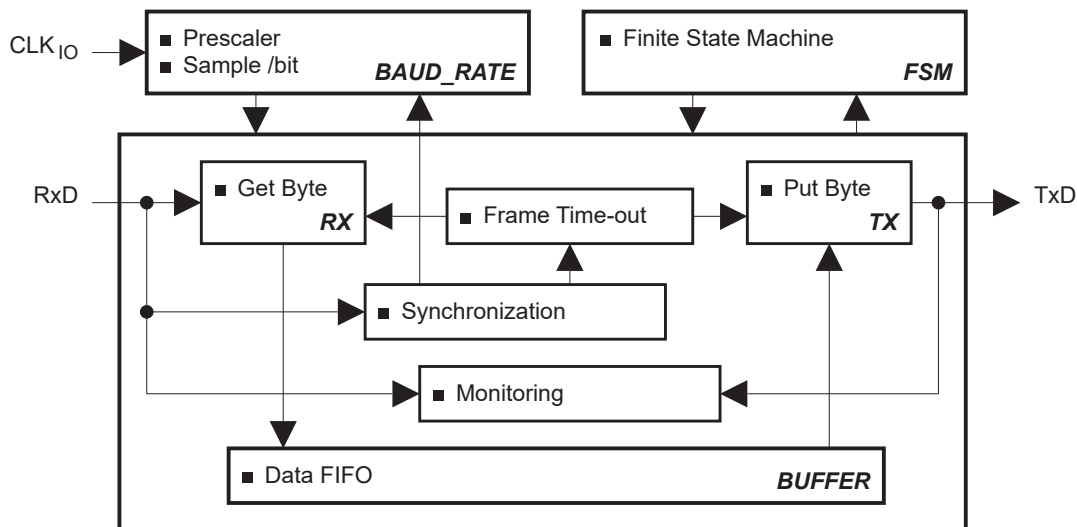 CLK IO
■ Prescaler
■ Sample /bit
BAUD_RATE
■ Finite State Machine
FSM
RxD
■ Get Byte
RX
■ Frame Time-out
■ Put Byte
TX
TxD
■ Synchronization
■ Monitoring
■ Data FIFO
BUFFER